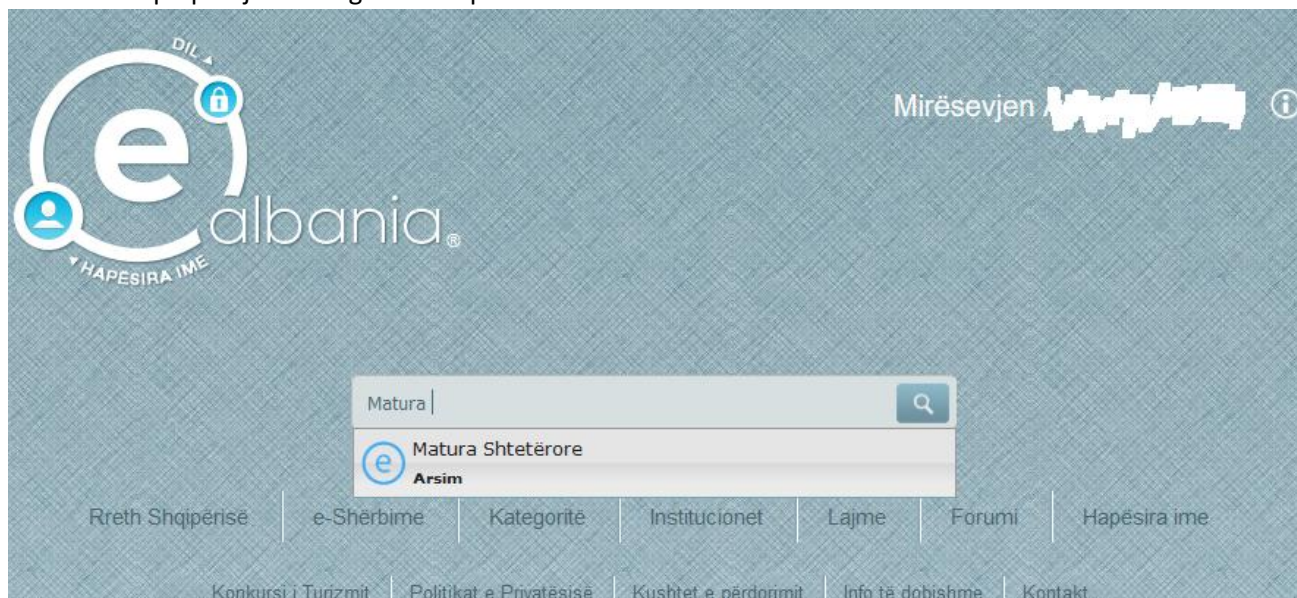 DIL
Mirësevjen
e
albania®
HAPËSIRA IME
Matura
Matura Shtetërore
Arsim
Rreth Shqipërisë e-Shërbime Kategoritë Institucionet Lajme Forumi Hapësira ime
Konkursi i Turizmit Politikat e Privatësisë Kushtet e përdorimit Info të dobishme Kontakt